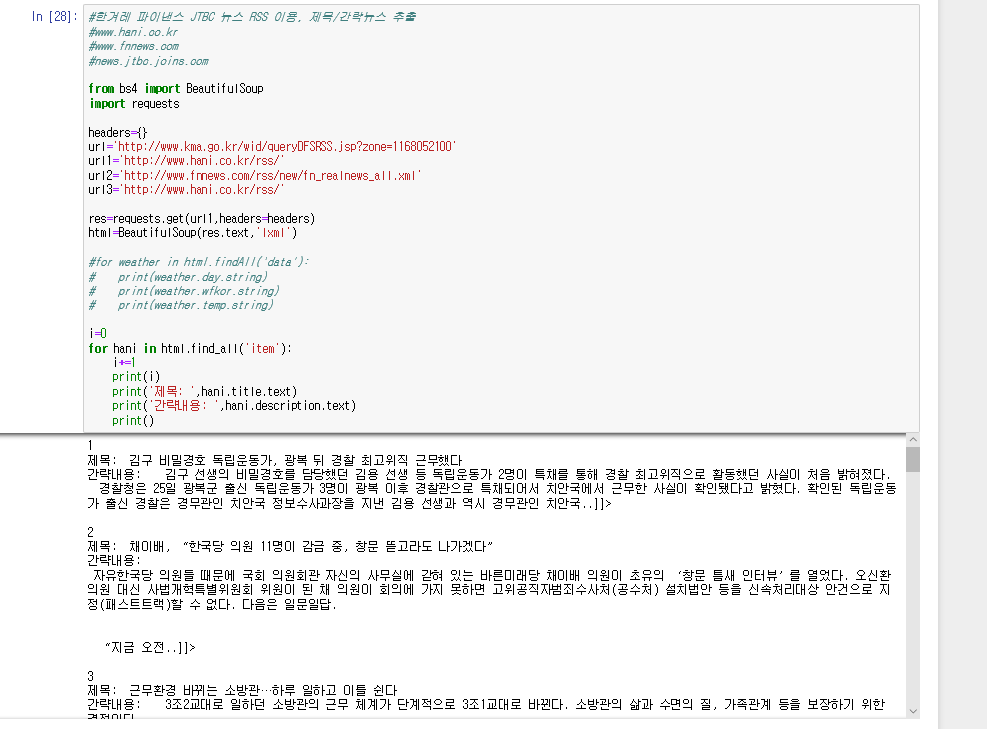 In [28]:
#한겨레 파이낸스 JTBC 뉴스 RSS 이용, 제목/간략뉴스 추출
#www.hani.co.kr
#www.fnnews.com
#news.jtbc.joins.com
from bs4 import BeautifulSoup
import requests
headers={}
url='http://www.kma.go.kr/wid/queryDFSRSS.jsp?zone=1168052100'
url1='http://www.hani.co.kr/rss/'
url2='http://www.fnnews.com/rss/new/fn_realnews_all.xml'
url3='http://www.hani.co.kr/rss/'
res=requests.get(url1,headers=headers)
html=BeautifulSoup(res.text,'lxml')
#for weather in html.findAll('data'):
#    print(weather.day.string)
#    print(weather.wfkor.string)
#    print(weather.temp.string)
i=0
for hani in html.find_all('item'):
    i+=1
    print(i)
    print('제목: ',hani.title.text)
    print('간략내용: ',hani.description.text)
    print()
1
제목:  김구 비밀경호 독립운동가, 광복 뒤 경찰 최고위직 근무했다
간략내용:   김구 선생의 비밀경호를 담당했던 김용 선생 등 독립운동가 2명이 특채를 통해 경찰 최고위직으로 활동했던 사실이 처음 밝혀졌다.
 경찰청은 25일 광복군 출신 독립운동가 3명이 광복 이후 경찰관으로 특채되어서 치안국에서 근무한 사실이 확인됐다고 밝혔다. 확인된 독립운동
가 출신 경찰은 경무관인 치안국 정보수사과장을 지낸 김용 선생과 역시 경무관인 치안국..]]>
2
제목:  채이배, “한국당 의원 11명이 감금 중, 창문 뜯고라도 나가겠다”
간략내용:
 자유한국당 의원들 때문에 국회 의원회관 자신의 사무실에 갇혀 있는 바른미래당 채이배 의원이 초유의 ‘창문 틈새 인터뷰’를 열었다. 오신환
의원 대신 사법개혁특별위원회 위원이 된 채 의원이 회의에 가지 못하면 고위공직자범죄수사처(공수처) 설치법안 등을 신속처리대상 안건으로 지
정(패스트트랙)할 수 없다. 다음은 일문일답.
“지금 오전..]]>
3
제목:  근무환경 바뀌는 소방관…하루 일하고 이틀 쉰다
간략내용:   3조2교대로 일하던 소방관의 근무 체계가 단계적으로 3조1교대로 바뀐다. 소방관의 삶과 수면의 질, 가족관계 등을 보장하기 위한